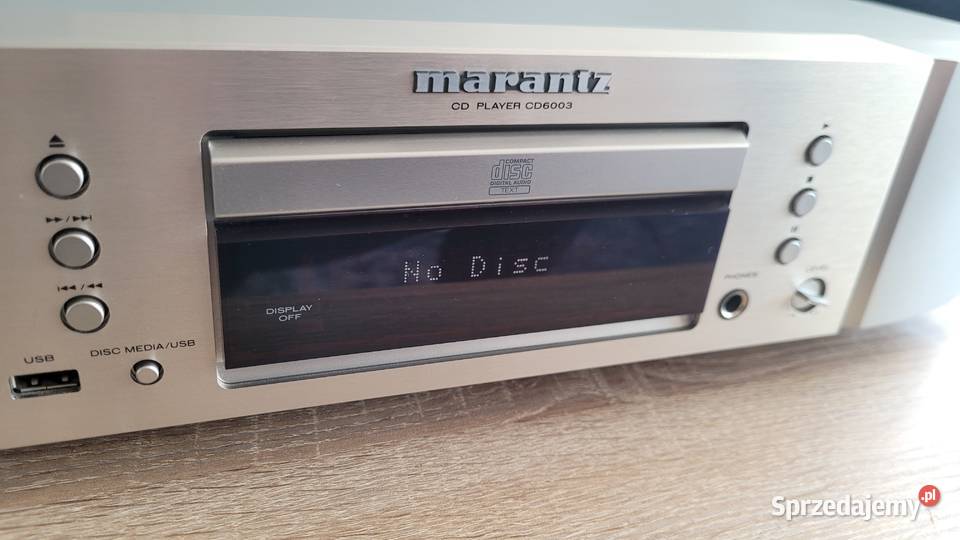 marantz
CD PLAYER CD6003
COMPACT
disc
DIGITAL AUDIO
TEXT
No Disc
DISPLAY
OFF
PHONES
LEVEL
USB
DISC MEDIA/USB
Sprzedajemy.pl